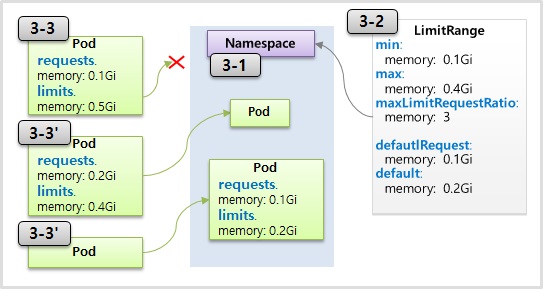 3-3
Pod
requests.
memory: 0.1Gi
limits.
memory: 0.5Gi
3-3'
Pod
requests.
memory: 0.2Gi
limits.
memory: 0.4Gi
3-3'
Pod
Namespace
3-1
Pod
Pod
requests.
memory: 0.1Gi
limits.
memory: 0.2Gi
3-2
LimitRange
min:
memory: 0.1Gi
max:
memory: 0.4Gi
maxLimitRequestRatio:
memory: 3
defautlRequest:
memory: 0.1Gi
default:
memory: 0.2Gi